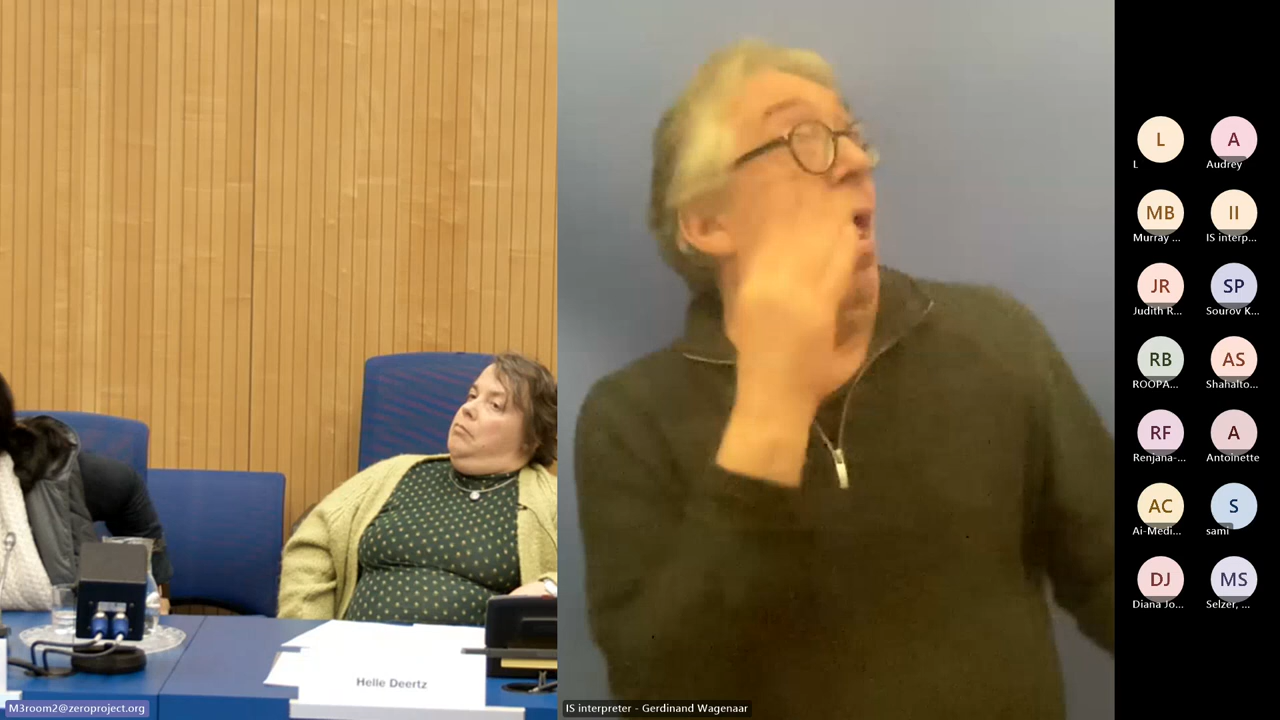 Helle Deertz
M3room2@zeroproject.org
IS interpreter - Gerdinand Wagenaar
L
A
L
Audrey
MB
II
Murray ...
IS interp...
JR
SP
Judith R...
Sourov K...
RB
AS
ROOPA...
Shahalto...
RF
A
Renjana-...
Antoinette
AC
S
Ai-Medi...
sami
DJ
MS
Diana Jo...
Selzer, ...